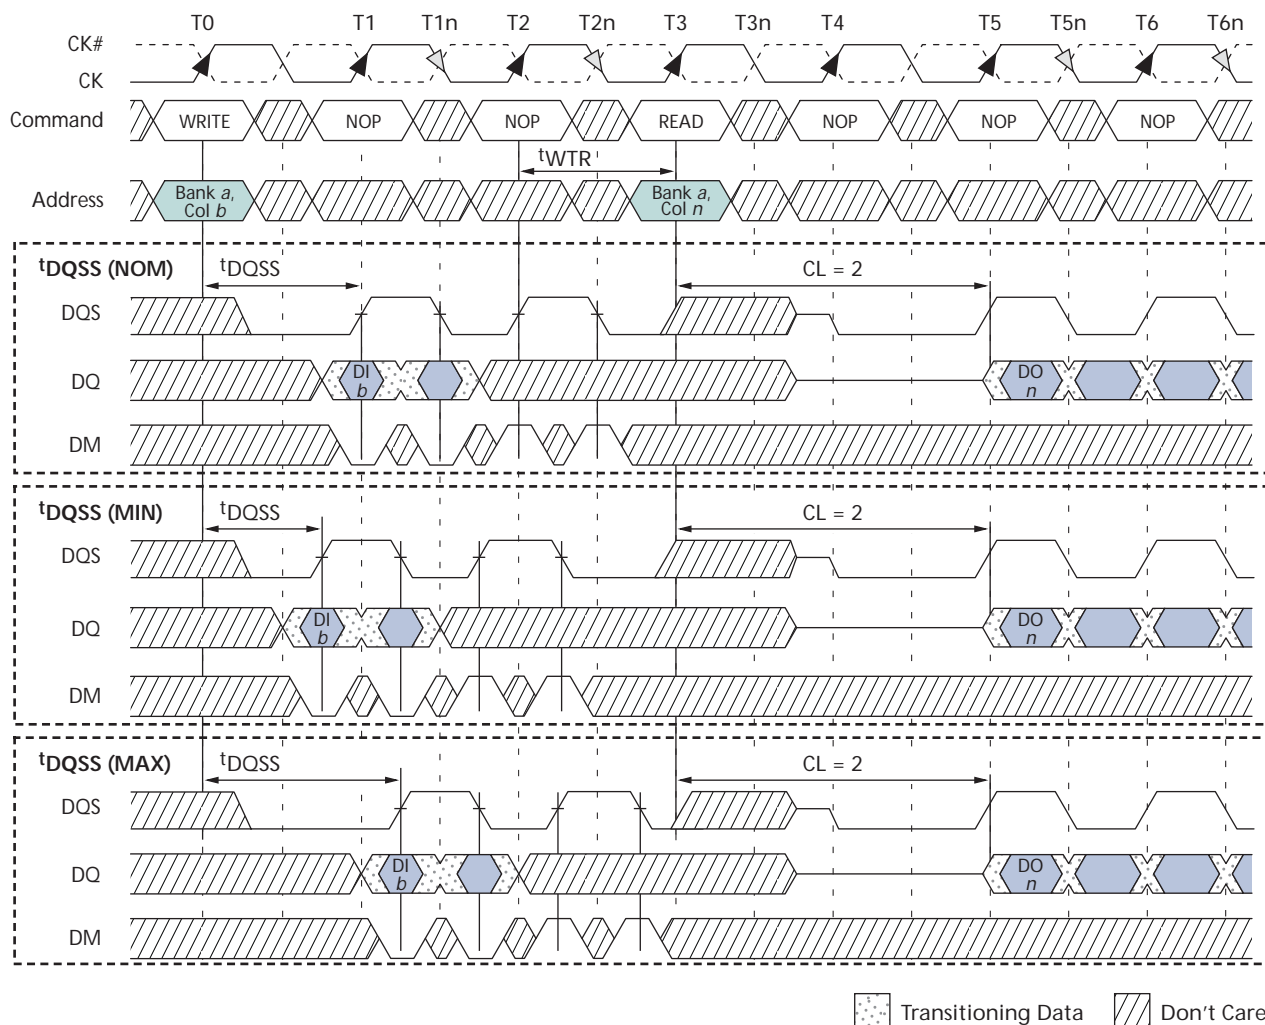 T0 T1 T1n T2 T2n T3 T3n T4 T5 T5n T6 T6n
CK#
CK
Command WRITE NOP NOP READ NOP NOP NOP
tWTR
Address Bank a, Col b Bank a, Col n
tDQSS (NOM) tDQSS CL = 2
DQS
DQ DI b DO n
DM
tDQSS (MIN) tDQSS CL = 2
DQS
DQ DI b DO n
DM
tDQSS (MAX) tDQSS CL = 2
DQS
DQ DI b DO n
DM
Transitioning Data Don't Care